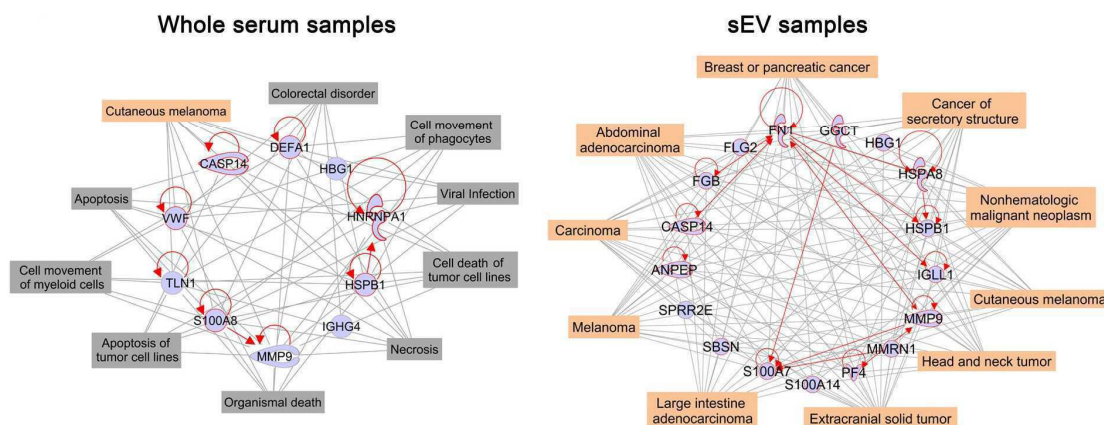 Whole serum samples
Colorectal disorder
Cutaneous melanoma
Cell movement
of phagocytes
DEFA1
CASP14
HBG1
Viral Infection
Apoptosis
HNRNPA1
VWF
Cell movement
of myeloid cells
TLN1
HSPB1
Cell death of
tumor cell lines
S100A8
IGHG4
Apoptosis of
tumor cell lines
MMP9
Necrosis
Organismal death
sEV samples
Breast or pancreatic cancer
Abdominal
adenocarcinoma
FN1
GGCT
Cancer of
secretory structure
FLG2
HBG1
FGB
HSPA8
CASP14
Nonhematologic
malignant neoplasm
Carcinoma
HSPB1
ANPEP
IGLL1
SPRR2E
Cutaneous melanoma
Melanoma
MMP9
SBSN
MMRN1
Head and neck tumor
S100A7
PF4
S100A14
Large intestine
adenocarcinoma
Extracranial solid tumor